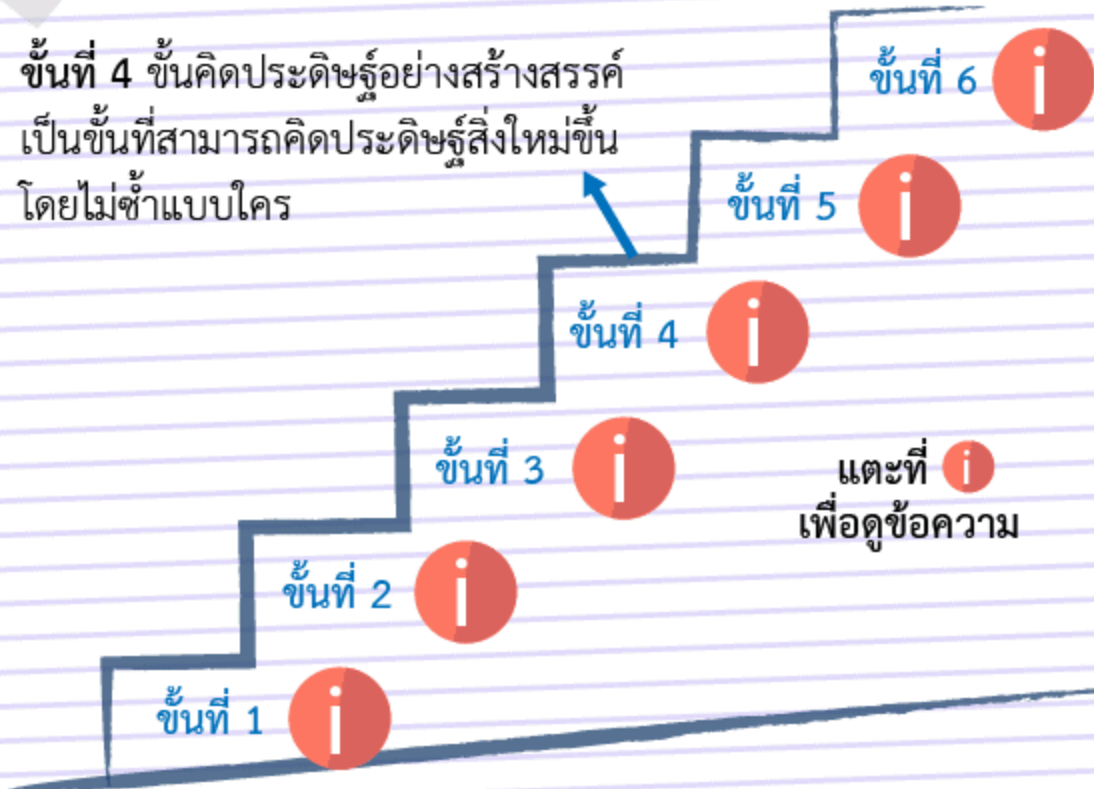 ขั้นที่ 4 ขั้นคิดประดิษฐ์อย่างสร้างสรรค์
เป็นขั้นที่สามารถคิดประดิษฐ์สิ่งใหม่ขึ้น
โดยไม่ซ้ำแบบใคร
ขั้นที่ 6
ขั้นที่ 5
ขั้นที่ 4
ขั้นที่ 3
แตะที่ i
เพื่อดูข้อความ
ขั้นที่ 2
ขั้นที่ 1